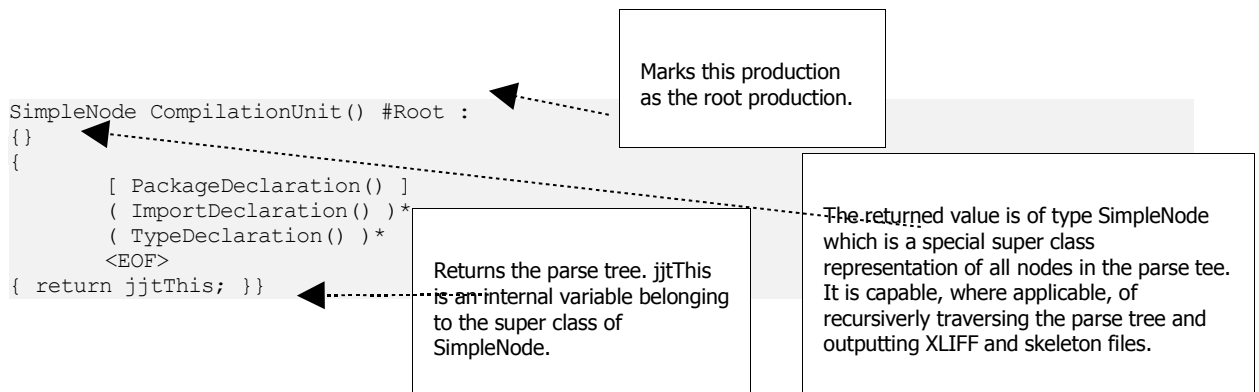 Marks this production
as the root production.
SimpleNode CompilationUnit() #Root :
{}
{
[ PackageDeclaration() ]
( ImportDeclaration() )*
( TypeDeclaration() )*
<EOF>
{ return jjtThis; }}
Returns the parse tree. jjtThis
is an internal variable belonging
to the super class of
SimpleNode.
The returned value is of type SimpleNode
which is a special super class
representation of all nodes in the parse tee.
It is capable, where applicable, of
recursiverly traversing the parse tree and
outputting XLIFF and skeleton files.